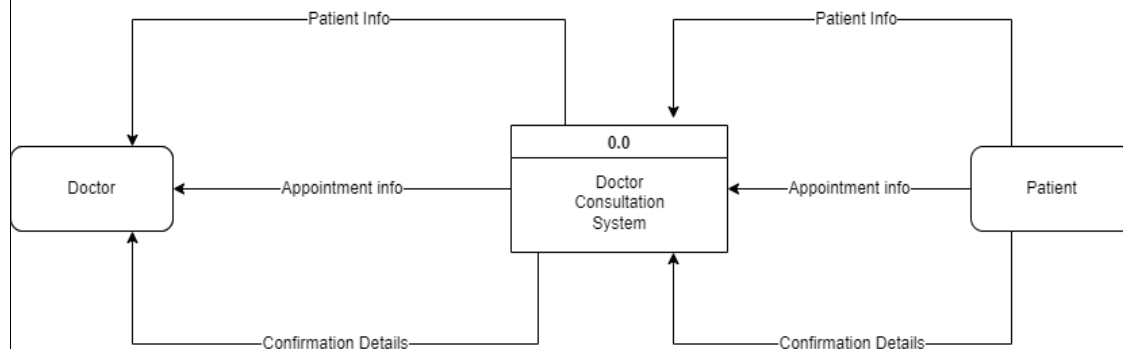 Patient Info
Patient Info
0.0
Doctor
Appointment info
Doctor
Consultation
System
Appointment info
Patient
Confirmation Details
Confirmation Details